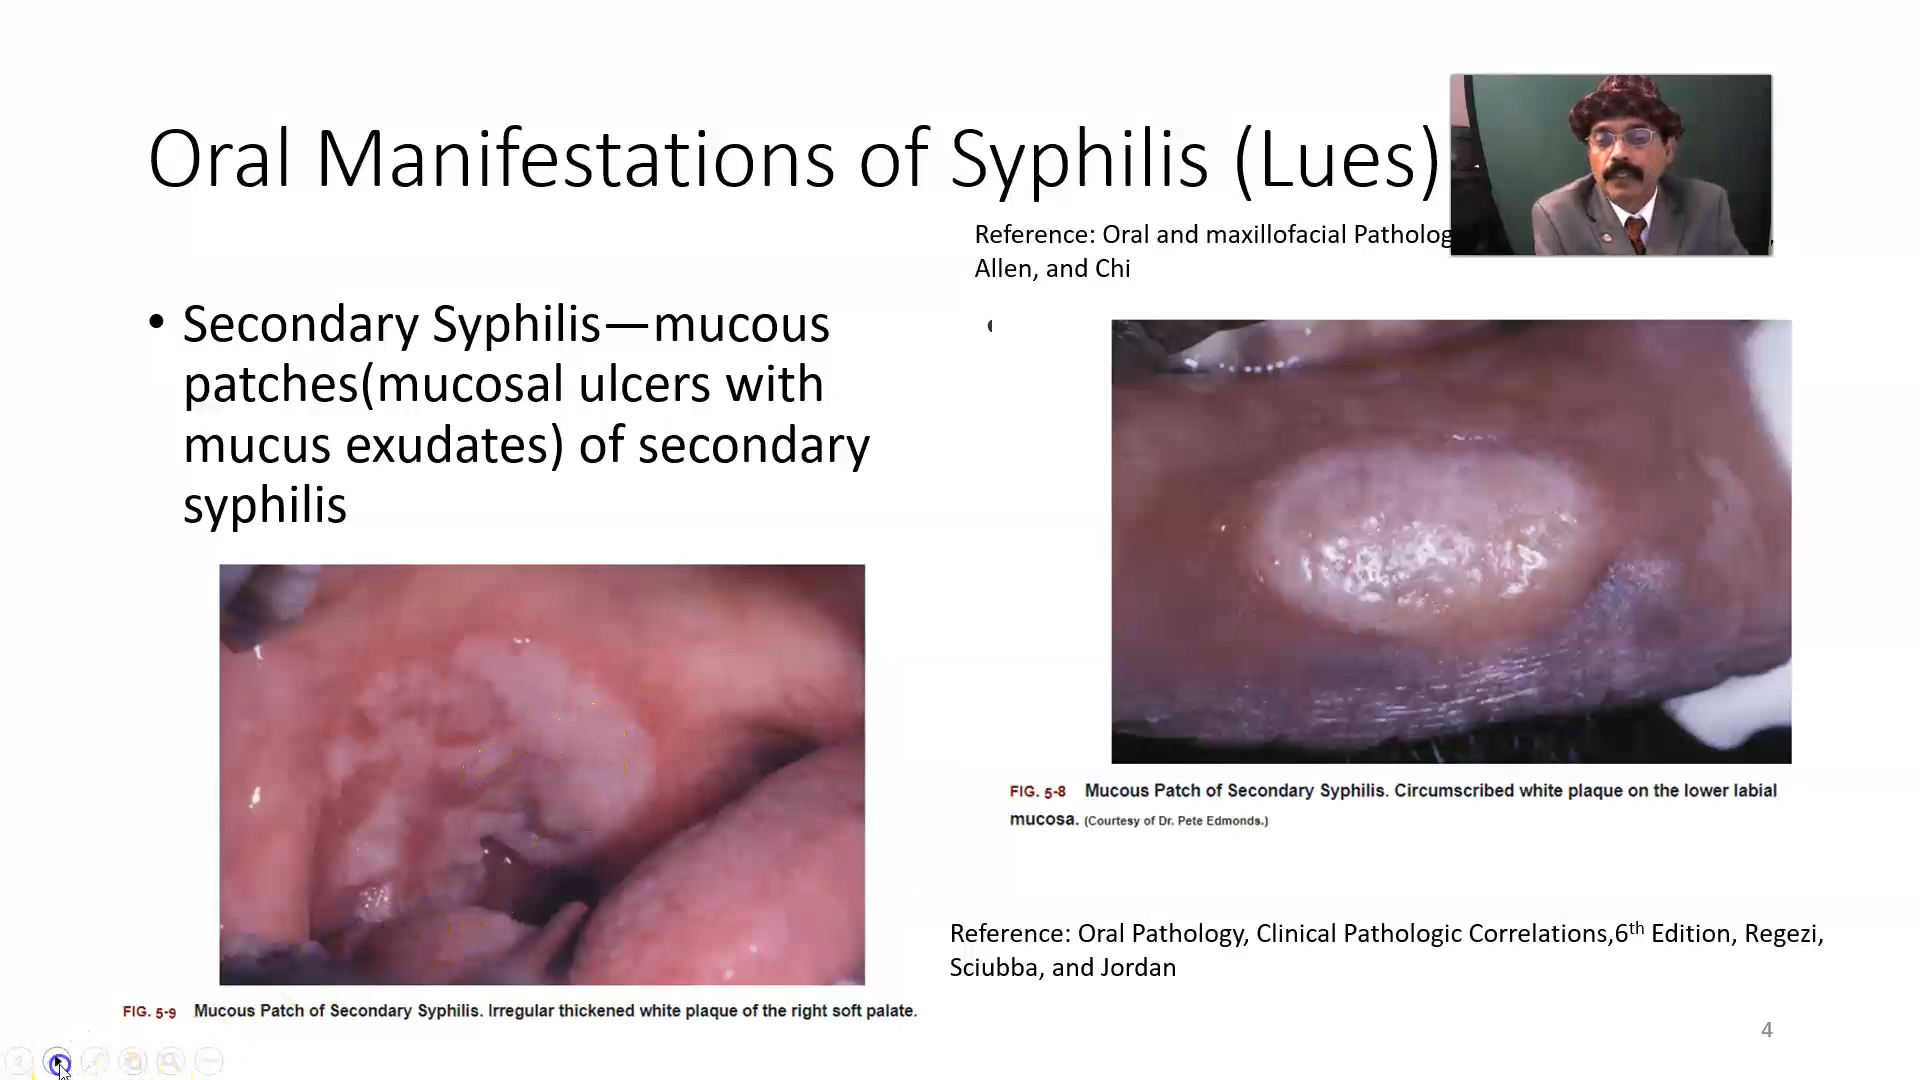 Oral Manifestations of Syphilis (Lues)
Reference: Oral and maxillofacial Patholog
Allen, and Chi
• Secondary Syphilis—mucous
patches(mucosal ulcers with
mucus exudates) of secondary
syphilis
FIG. 5-8 Mucous Patch of Secondary Syphilis. Circumscribed white plaque on the lower labial
mucosa. (Courtesy of Dr. Pete Edmonds.)
Reference: Oral Pathology, Clinical Pathologic Correlations,6th Edition, Regezi,
Sciubba, and Jordan
FIG. 5-9 Mucous Patch of Secondary Syphilis. Irregular thickened white plaque of the right soft palate.
4